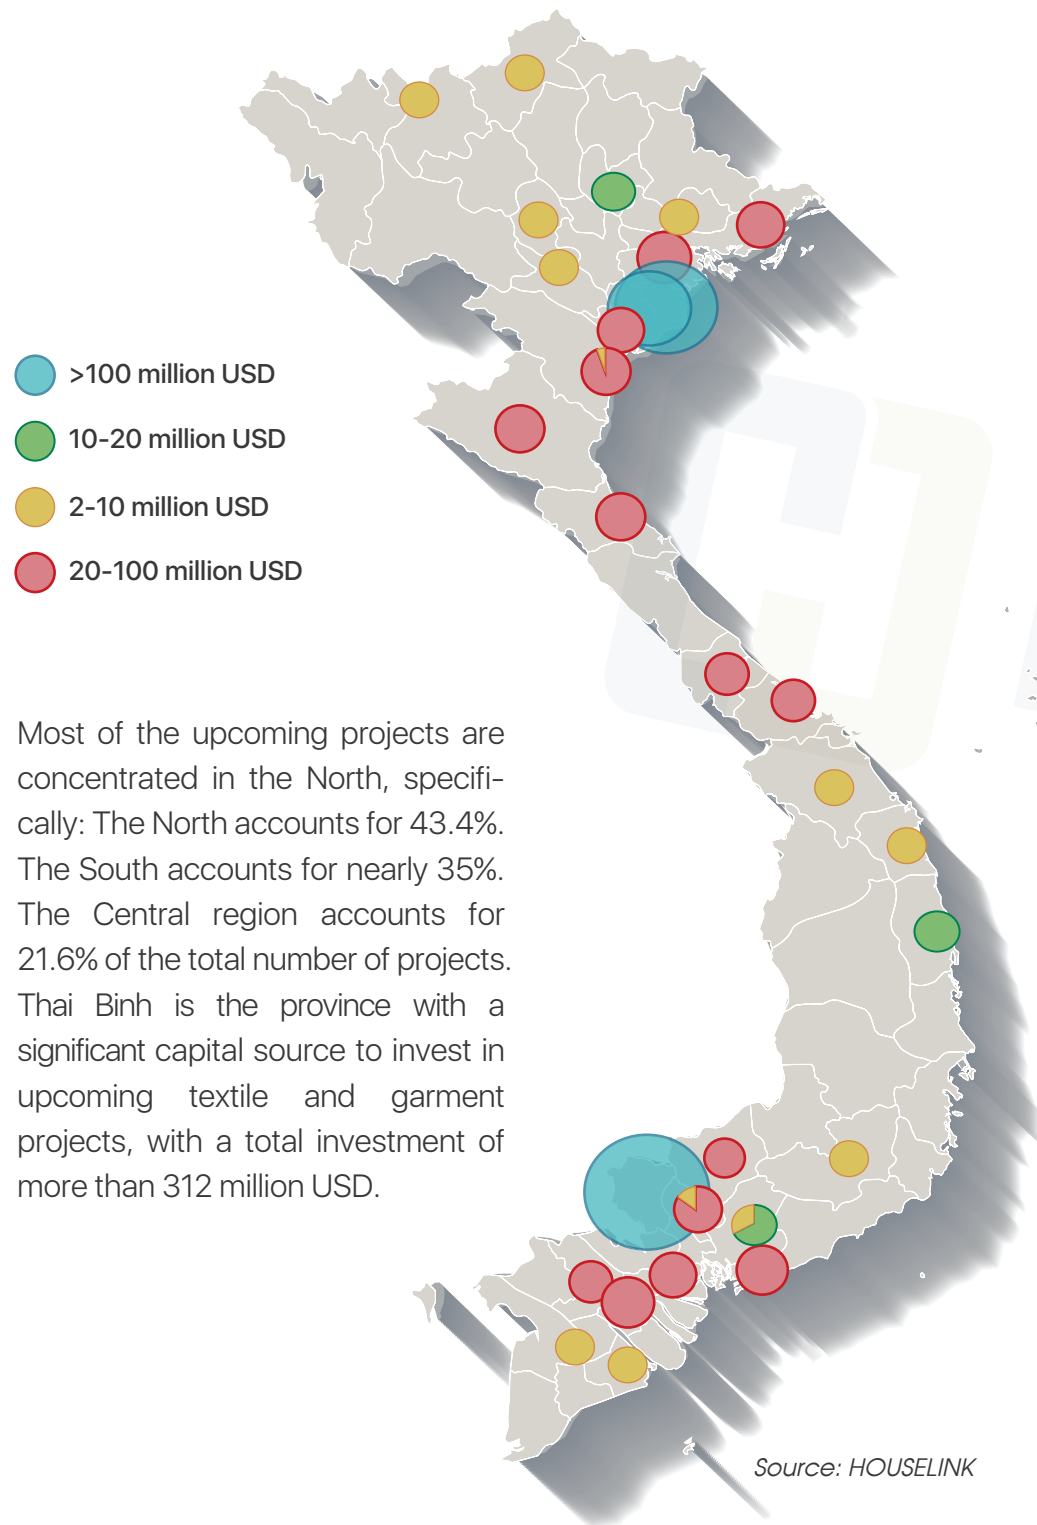 >100 million USD
10-20 million USD
2-10 million USD
20-100 million USD
Most of the upcoming projects are
concentrated in the North, specifi-
cally: The North accounts for 43.4%.
The South accounts for nearly 35%.
The Central region accounts for
21.6% of the total number of projects.
Thai Binh is the province with a
significant capital source to invest in
upcoming textile and garment
projects, with a total investment of
more than 312 million USD.
Source: HOUSELINK